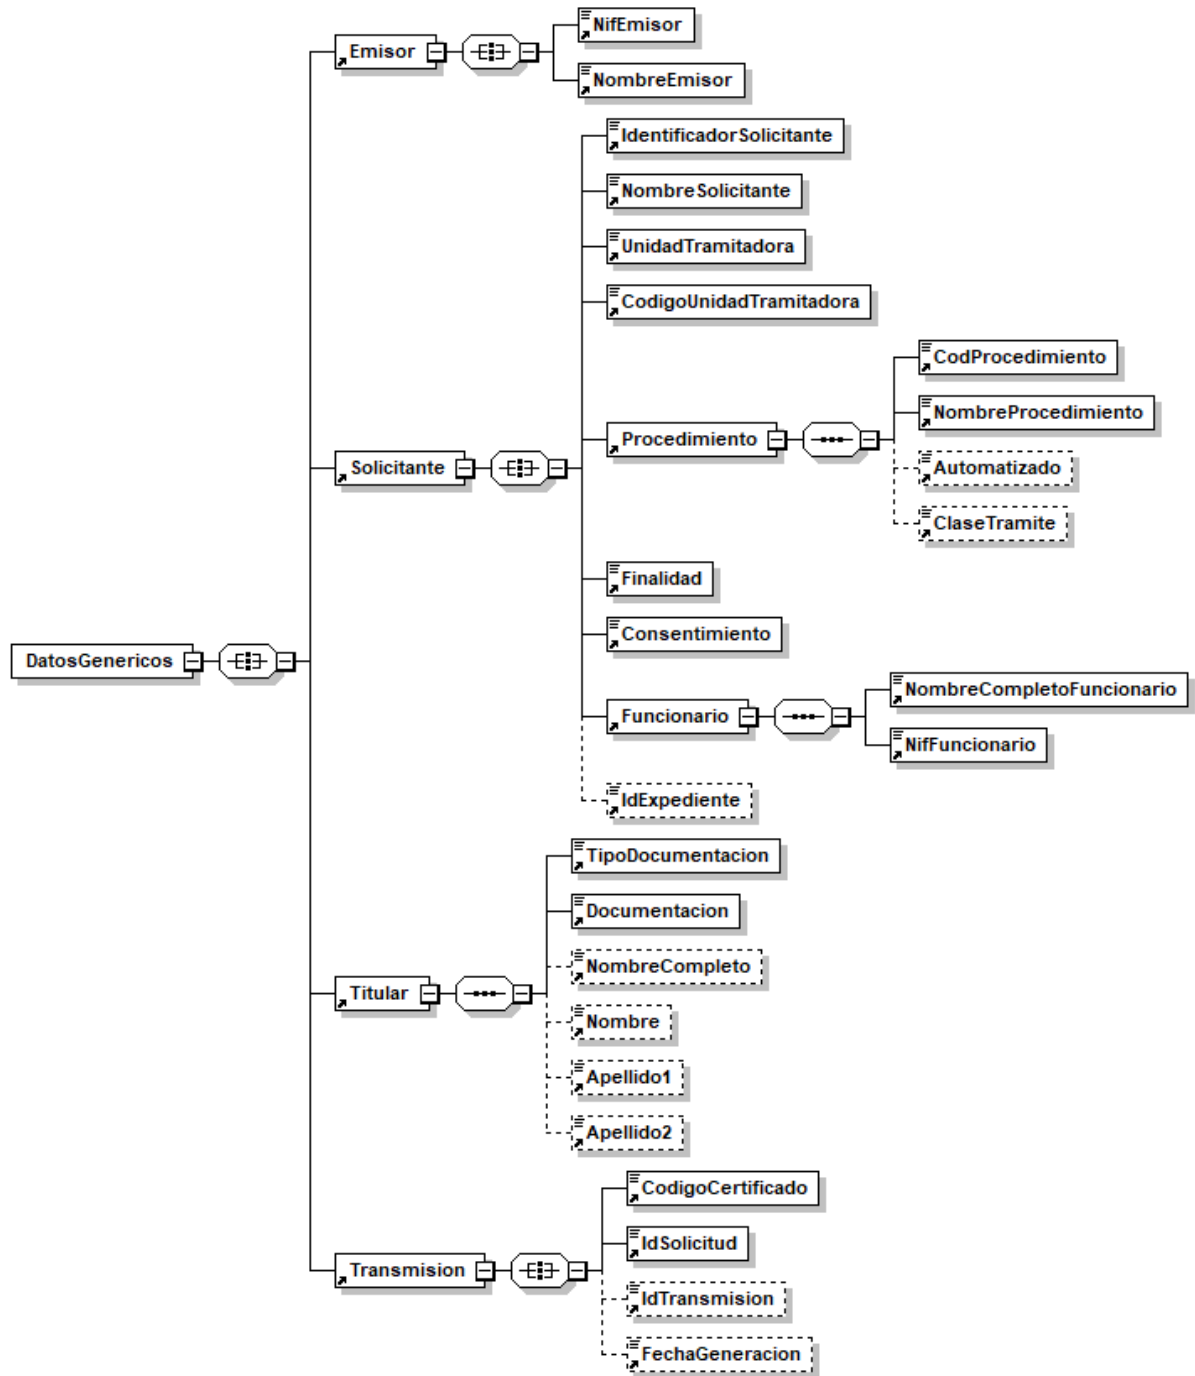 Emisor
NifEmisor
NombreEmisor
IdentificadorSolicitante
NombreSolicitante
UnidadTramitadora
CodigoUnidadTramitadora
CodProcedimiento
NombreProcedimiento
Procedimiento
Automatizado
Solicitante
ClaseTramite
Finalidad
Consentimiento
DatosGenericos
NombreCompletoFuncionario
Funcionario
NifFuncionario
IdExpediente
TipoDocumentacion
Documentacion
NombreCompleto
Titular
Nombre
Apellido1
Apellido2
CodigoCertificado
IdSolicitud
Transmision
IdTransmision
FechaGeneracion